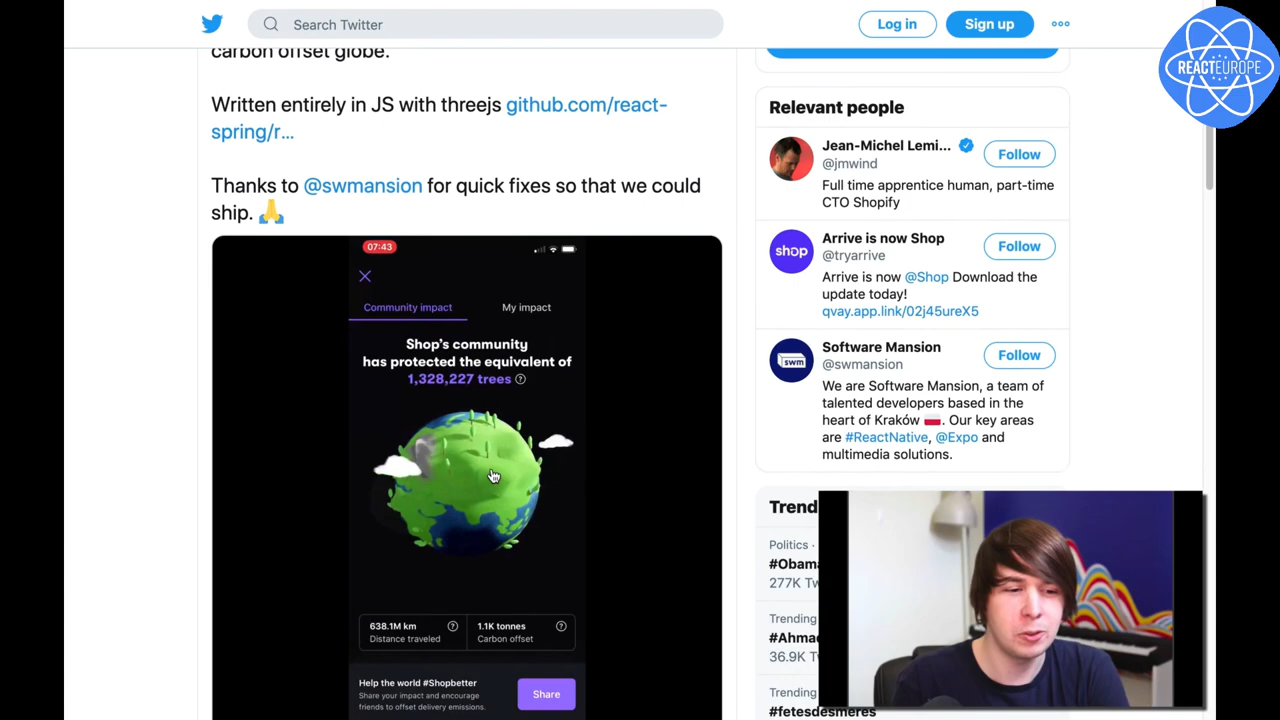 Search Twitter
Log in
Sign up
REACTEUROPE
carbon offset globe.
Written entirely in JS with threejs github.com/react-
spring/r…
Thanks to @swmansion for quick fixes so that we could
ship. 🙏
07:43
Community impact
My impact
Shop's community
has protected the equivalent of
1,328,227 trees
638.1M km
Distance traveled
1.1K tonnes
Carbon offset
Help the world #Shopbetter
Share your impact and encourage
friends to offset delivery emissions.
Share
Relevant people
Jean-Michel Lemi...
@jmwind
Follow
Full time apprentice human, part-time
CTO Shopify
shop
Arrive is now Shop
@tryarrive
Follow
Arrive is now @Shop Download the
update today!
qvay.app.link/02j45ureX5
swm
Software Mansion
@swmansion
Follow
We are Software Mansion, a team of
talented developers based in the
heart of Kraków 🇵🇱. Our key areas
are #ReactNative, @Expo and
multimedia solutions.
Trend
Politics ·
#Obama
277K Tw
Trending
#Ahma
36.9K Tw
Trending
#fetesdesmeres